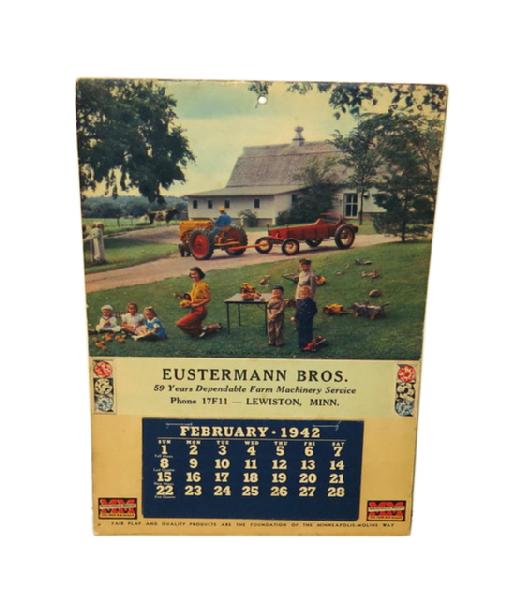 EUSTERMANN BROS.
59 Years Dependable Farm Machinery Service
Phone 17F11 — LEWISTON, MINN.
FEBRUARY - 1942
SUN MON TUE WED THU FRI SAT
1 2 3 4 5 6 7
8 9 10 11 12 13 14
15 16 17 18 19 20 21
22 23 24 25 26 27 28
MM MM
FAIR PLAY AND QUALITY PRODUCTS ARE THE FOUNDATION OF THE MINNEAPOLIS-MOLINE WAY